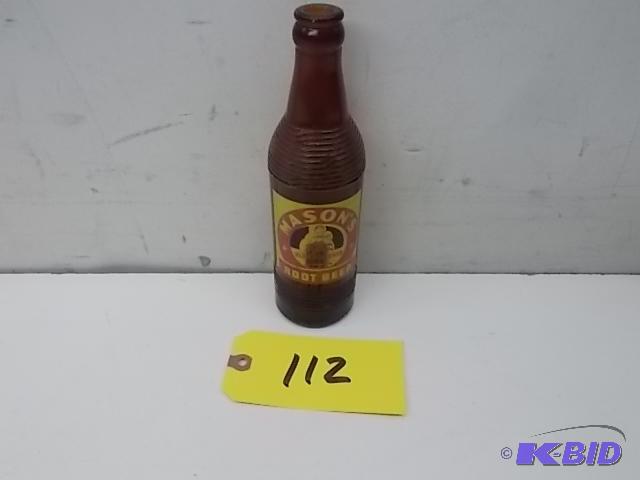 MASON'S
ROOT BEER
112
© K-BID